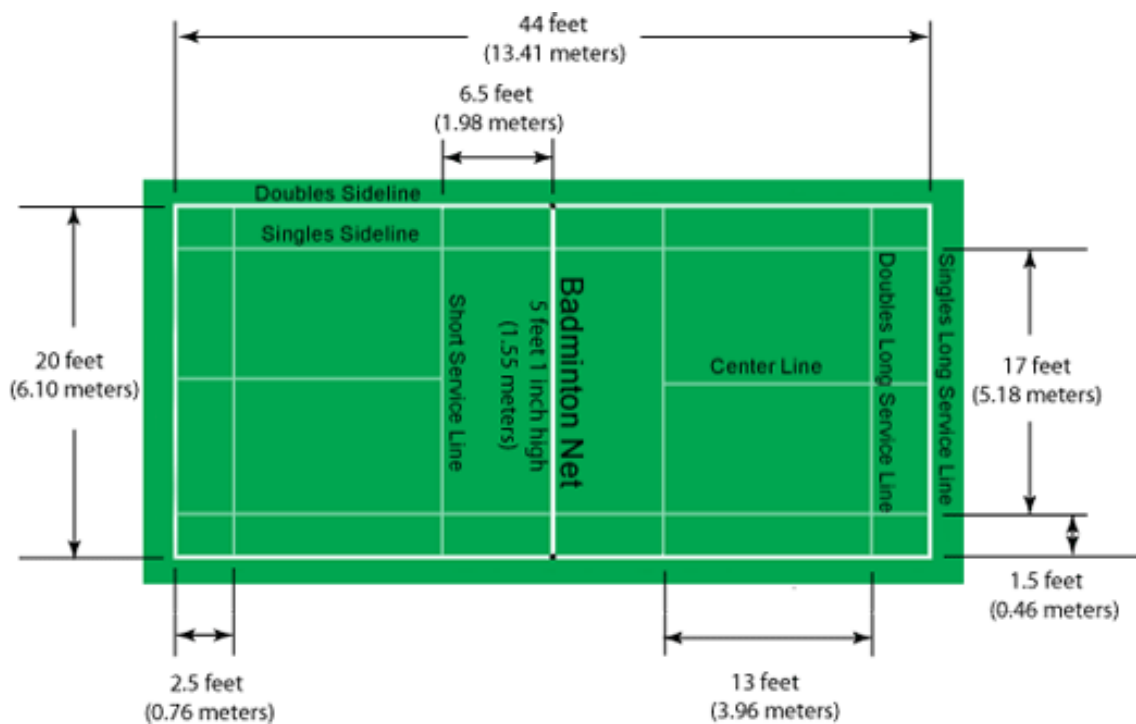 44 feet
(13.41 meters)
6.5 feet
(1.98 meters)
Doubles Sideline
Singles Sideline
20 feet
(6.10 meters)
Short Service Line
5 feet 1 inch high
(1.55 meters)
Badminton Net
Center Line
Doubles Long Service Line
Singles Long Service Line
17 feet
(5.18 meters)
1.5 feet
(0.46 meters)
2.5 feet
(0.76 meters)
13 feet
(3.96 meters)